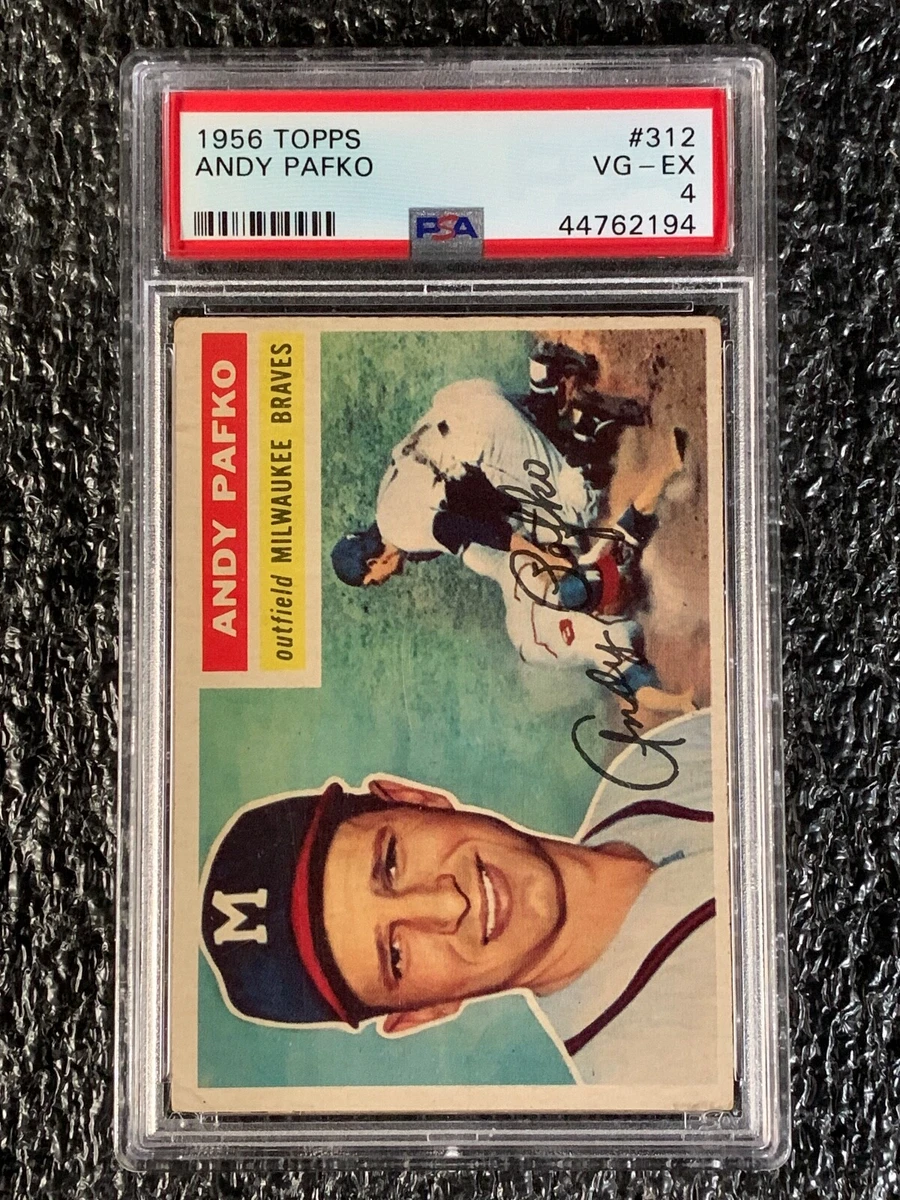 1956 TOPPS #312
ANDY PAFKO VG-EX
4
PSA 44762194
ANDY PAFKO
outfield MILWAUKEE BRAVES
Andy Pafko
M